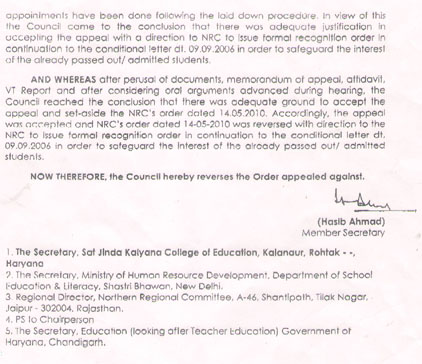 appointments have been done following the laid down procedure. In view of this
the Council came to the conclusion that there was adequate justification in
accepting the appeal with a direction to NRC to issue formal recognition order in
continuation to the conditional letter dt. 09.09.2006 in order to safeguard the interest
of the already passed out/ admitted students.
AND WHEREAS after perusal of documents, memorandum of appeal, affidavit,
VT Report and after considering oral arguments advanced during hearing, the
Council reached the conclusion that there was adequate ground to accept the
appeal and set-aside the NRC's order dated 14.05.2010. Accordingly, the appeal
was accepted and NRC's order dated 14-05-2010 was reversed with direction to the
NRC to issue formal recognition order in continuation to the conditional letter dt.
09.09.2006 in order to safeguard the interest of the already passed out/ admitted
students.
NOW THEREFORE, the Council hereby reverses the Order appealed against.
(Hasib Ahmad)
Member Secretary
1. The Secretary, Sat Jinda Kalyana College of Education, Kalanaur, Rohtak - -,
Haryana
2. The Secretary, Ministry of Human Resource Development, Department of School
Education & Literacy, Shastri Bhawan, New Delhi.
3. Regional Director, Northern Regional Committee, A-46, Shantipath, Tilak Nagar,
Jaipur - 302004, Rajasthan.
4. PS to Chairperson
5. The Secretary, Education (looking after Teacher Education) Government of
Haryana, Chandigarh.